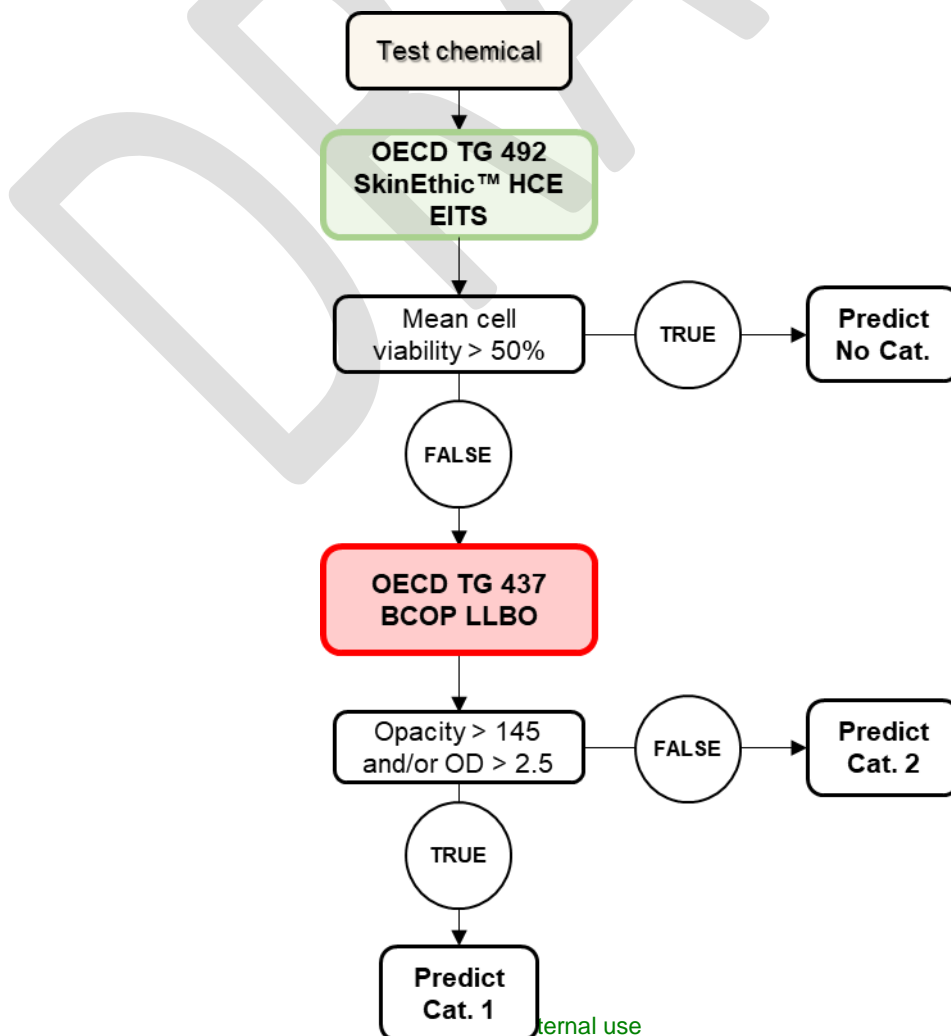 Test chemical
OECD TG 492
SkinEthic™ HCE
EITS
Mean cell
viability > 50%
TRUE
Predict
No Cat.
FALSE
OECD TG 437
BCOP LLBO
Opacity > 145
and/or OD > 2.5
FALSE
Predict
Cat. 2
TRUE
Predict
Cat. 1
ternal use